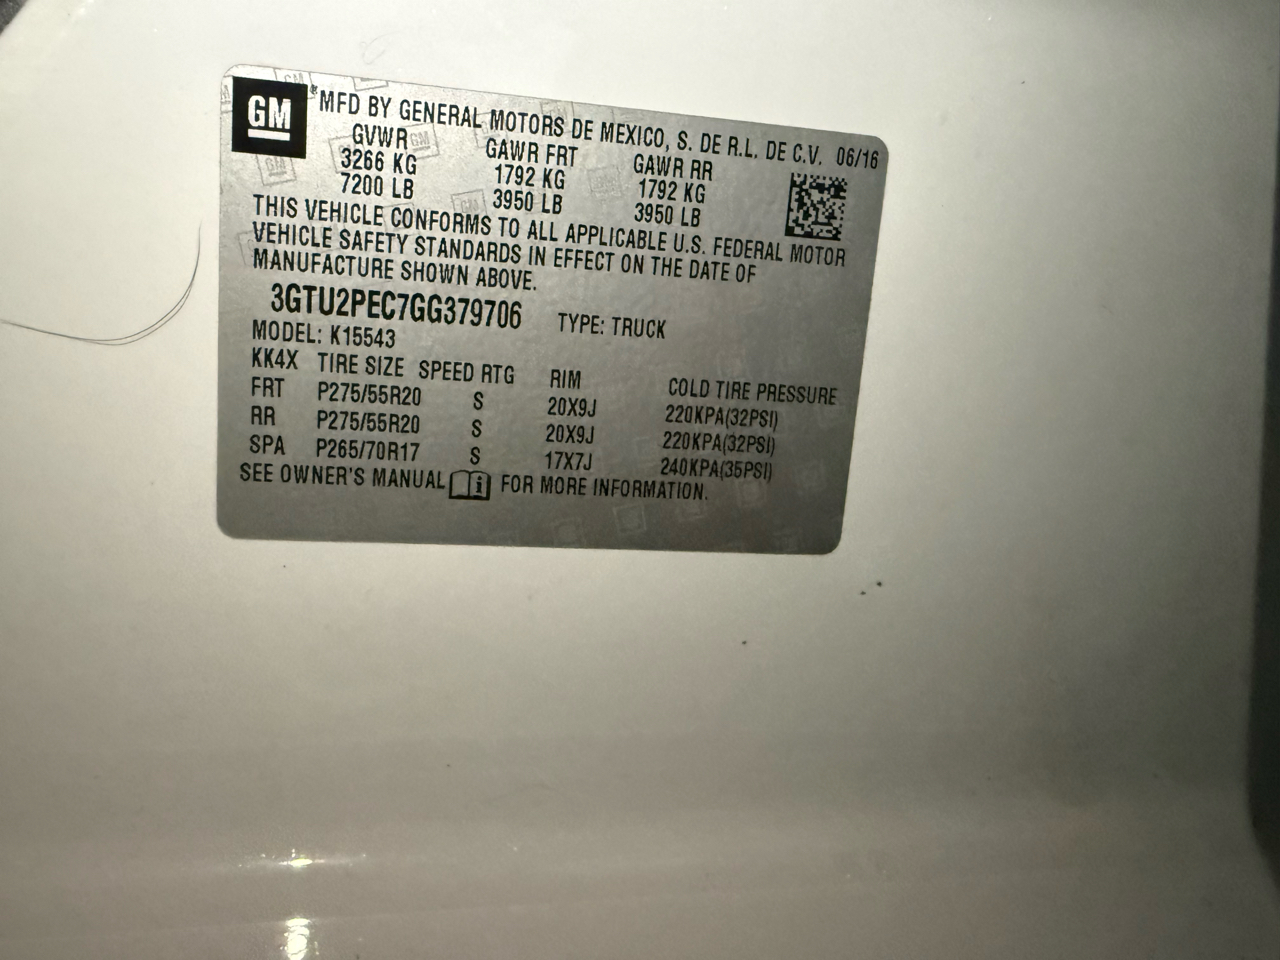 GM
MFD BY GENERAL MOTORS DE MEXICO, S. DE R.L. DE C.V. 06/16
GVWR GAWR FRT GAWR RR
3266 KG 1792 KG 1792 KG
7200 LB 3950 LB 3950 LB
THIS VEHICLE CONFORMS TO ALL APPLICABLE U.S. FEDERAL MOTOR
VEHICLE SAFETY STANDARDS IN EFFECT ON THE DATE OF
MANUFACTURE SHOWN ABOVE.
3GTU2PEC7GG379706 TYPE: TRUCK
MODEL: K15543
KK4X TIRE SIZE SPEED RTG RIM COLD TIRE PRESSURE
FRT P275/55R20 S 20X9J 220KPA(32PSI)
RR P275/55R20 S 20X9J 220KPA(32PSI)
SPA P265/70R17 S 17X7J 240KPA(35PSI)
SEE OWNER'S MANUAL i FOR MORE INFORMATION.